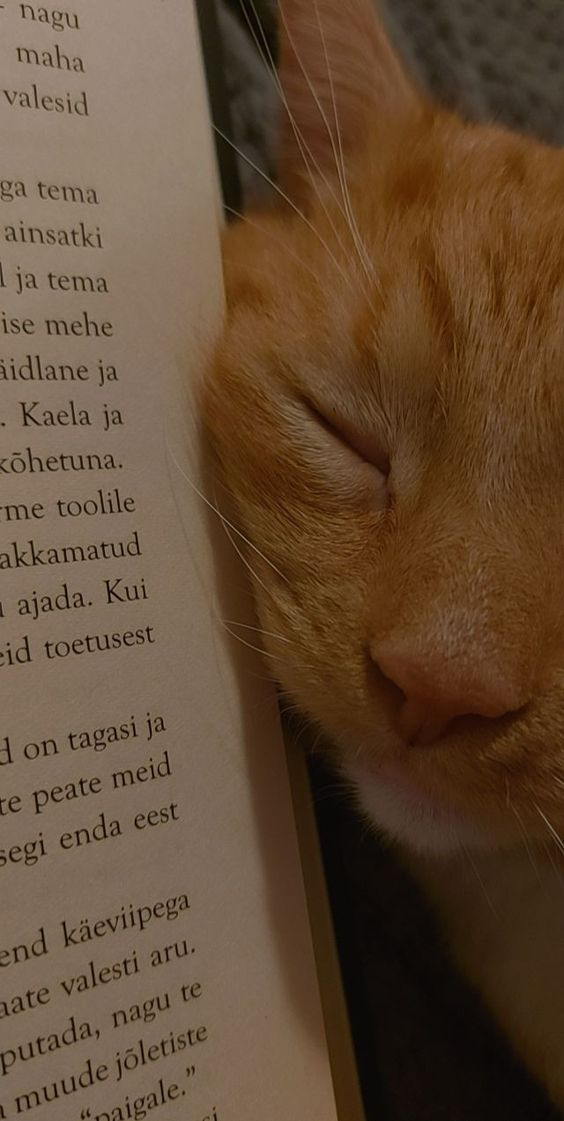 nagu
maha
valesid
ga tema
ainsatki
l ja tema
ise mehe
äidlane ja
. Kaela ja
kõhetuna.
rme toolile
akkamatud
ajada. Kui
eid toetusest
d on tagasi ja
te peate meid
segi enda eest
end käeviipega
aate valesti aru.
putada, nagu te
muude jõletiste
“paigale.”